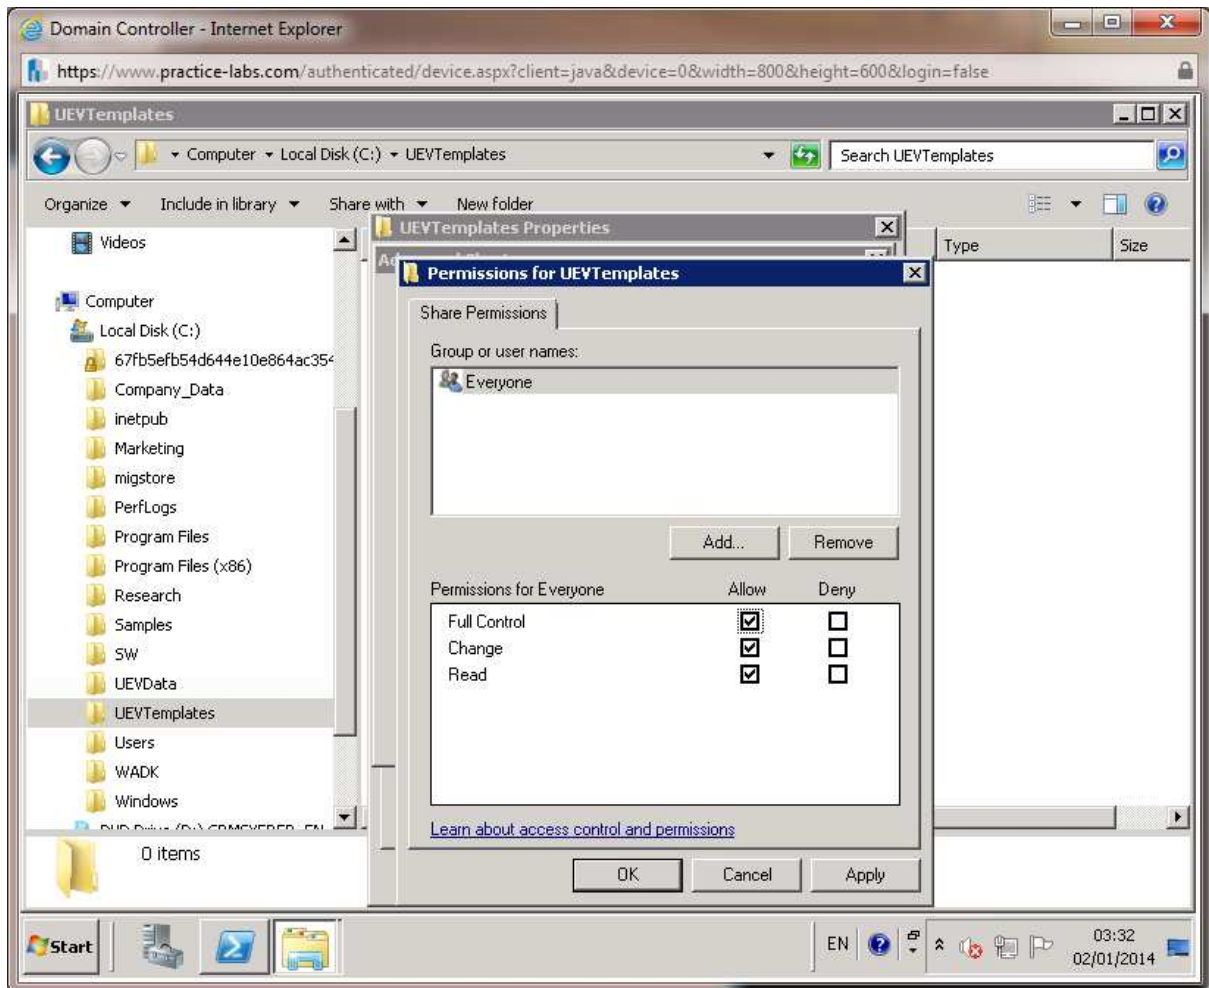 Domain Controller - Internet Explorer
https://www.practice-labs.com/authenticated/device.aspx?client=java&device=0&width=800&height=600&login=false
UEVTemplates
Computer Local Disk (C:) UEVTemplates
Search UEVTemplates
Organize Include in library Share with New folder
Videos
Computer
Local Disk (C:)
67fb5efb54d644e10e864ac354
Company_Data
inetpub
Marketing
migstore
PerfLogs
Program Files
Program Files (x86)
Research
Samples
SW
UEVData
UEVTemplates
Users
WADK
Windows
0 items
UEVTemplates Properties
Permissions for UEVTemplates
Share Permissions
Group or user names:
Everyone
Add... Remove
Permissions for Everyone Allow Deny
Full Control
Change
Read
Learn about access control and permissions
OK Cancel Apply
Type Size
Start
EN
03:32
02/01/2014